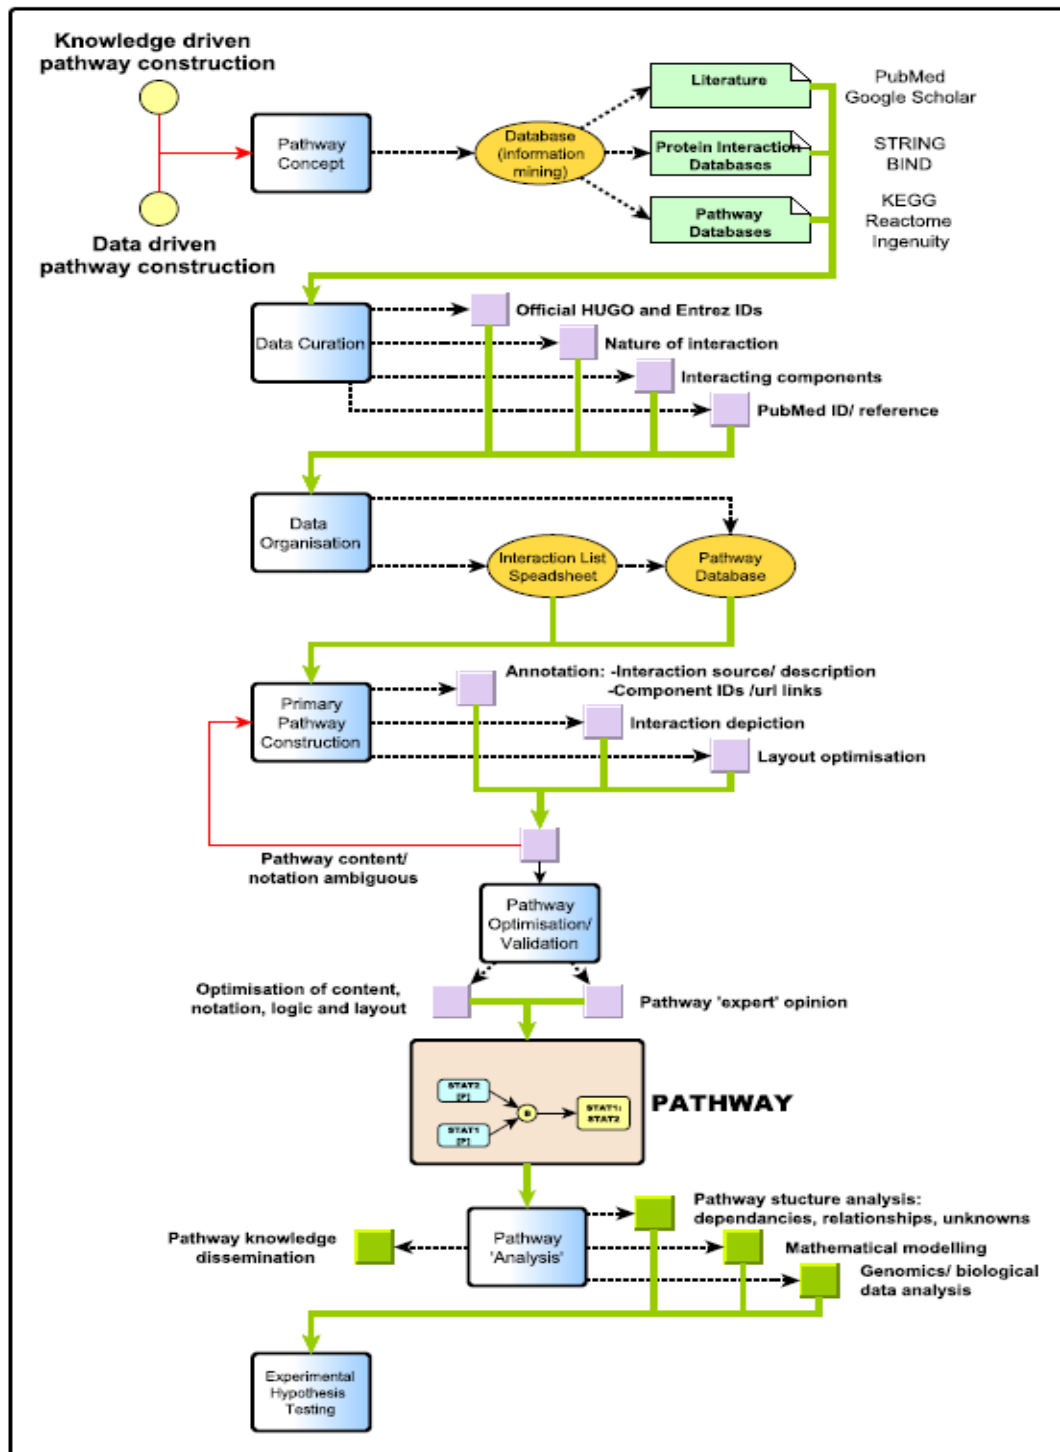 Knowledge driven
pathway construction
Literature
PubMed
Google Scholar
Pathway
Concept
Database
(information
mining)
Protein Interaction
Databases
STRING
BIND
Pathway
Databases
KEGG
Reactome
Ingenuity
Data driven
pathway construction
Data Curation
Official HUGO and Entrez IDs
Nature of interaction
Interacting components
PubMed ID/ reference
Data
Organisation
Interaction List
Speadsheet
Pathway
Database
Primary
Pathway
Construction
Annotation: -Interaction source/ description
-Component IDs /url links
Interaction depiction
Layout optimisation
Pathway content/
notation ambiguous
Pathway
Optimisation/
Validation
Optimisation of content,
notation, logic and layout
Pathway 'expert' opinion
STAT2
[P]
STAT1
[P]
B
STAT1:
STAT2
PATHWAY
Pathway
'Analysis'
Pathway knowledge
dissemination
Pathway stucture analysis:
dependancies, relationships, unknowns
Mathematical modelling
Genomics/ biological
data analysis
Experimental
Hypothesis
Testing